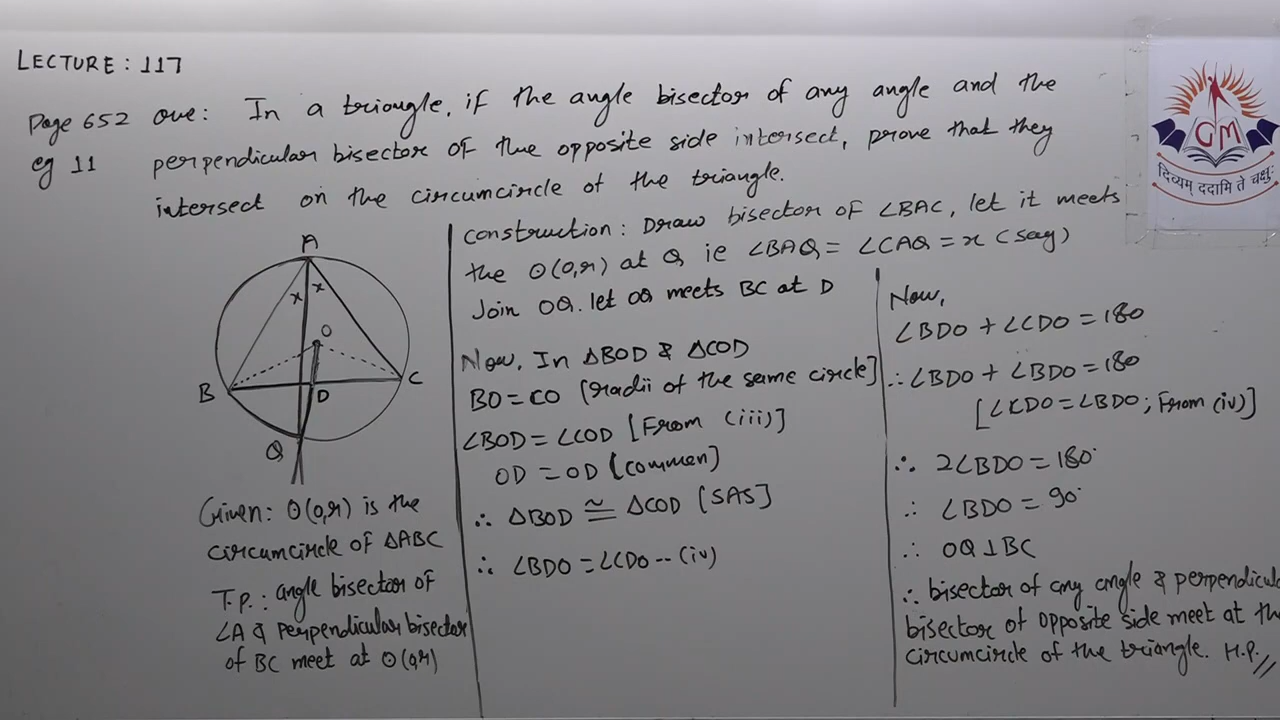 LECTURE : 117
Page 652 que: In a triangle, if the angle bisector of any angle and the
eg 11 perpendicular bisector of the opposite side intersect, prove that they
intersect on the circumcircle of the triangle.
GM
दिव्यम् ददामि ते चक्षुः
A
x x
O
B
C
D
Q
Given: ⊙(O,r) is the
circumcircle of ΔABC
T.P.: angle bisector of
∠A & perpendicular bisector
of BC meet at ⊙(O,r)
construction: Draw bisector of ∠BAC, let it meets
the ⊙(O,r) at Q ie ∠BAQ = ∠CAQ = x (say)
Join OQ. let OQ meets BC at D
Now, In ΔBOD & ΔCOD
BO = CO [radii of the same circle]
∠BOD = ∠COD [From (iii)]
OD = OD [common]
∴ ΔBOD ≅ ΔCOD [SAS]
∴ ∠BDO = ∠CDO -- (iv)
Now,
∠BDO + ∠CDO = 180
∴ ∠BDO + ∠BDO = 180
[∠CDO = ∠BDO; From (iv)]
∴ 2∠BDO = 180°
∴ ∠BDO = 90°
∴ OQ ⊥ BC
∴ bisector of any angle & perpendicula
bisector of opposite side meet at th
circumcircle of the triangle. H.P.//